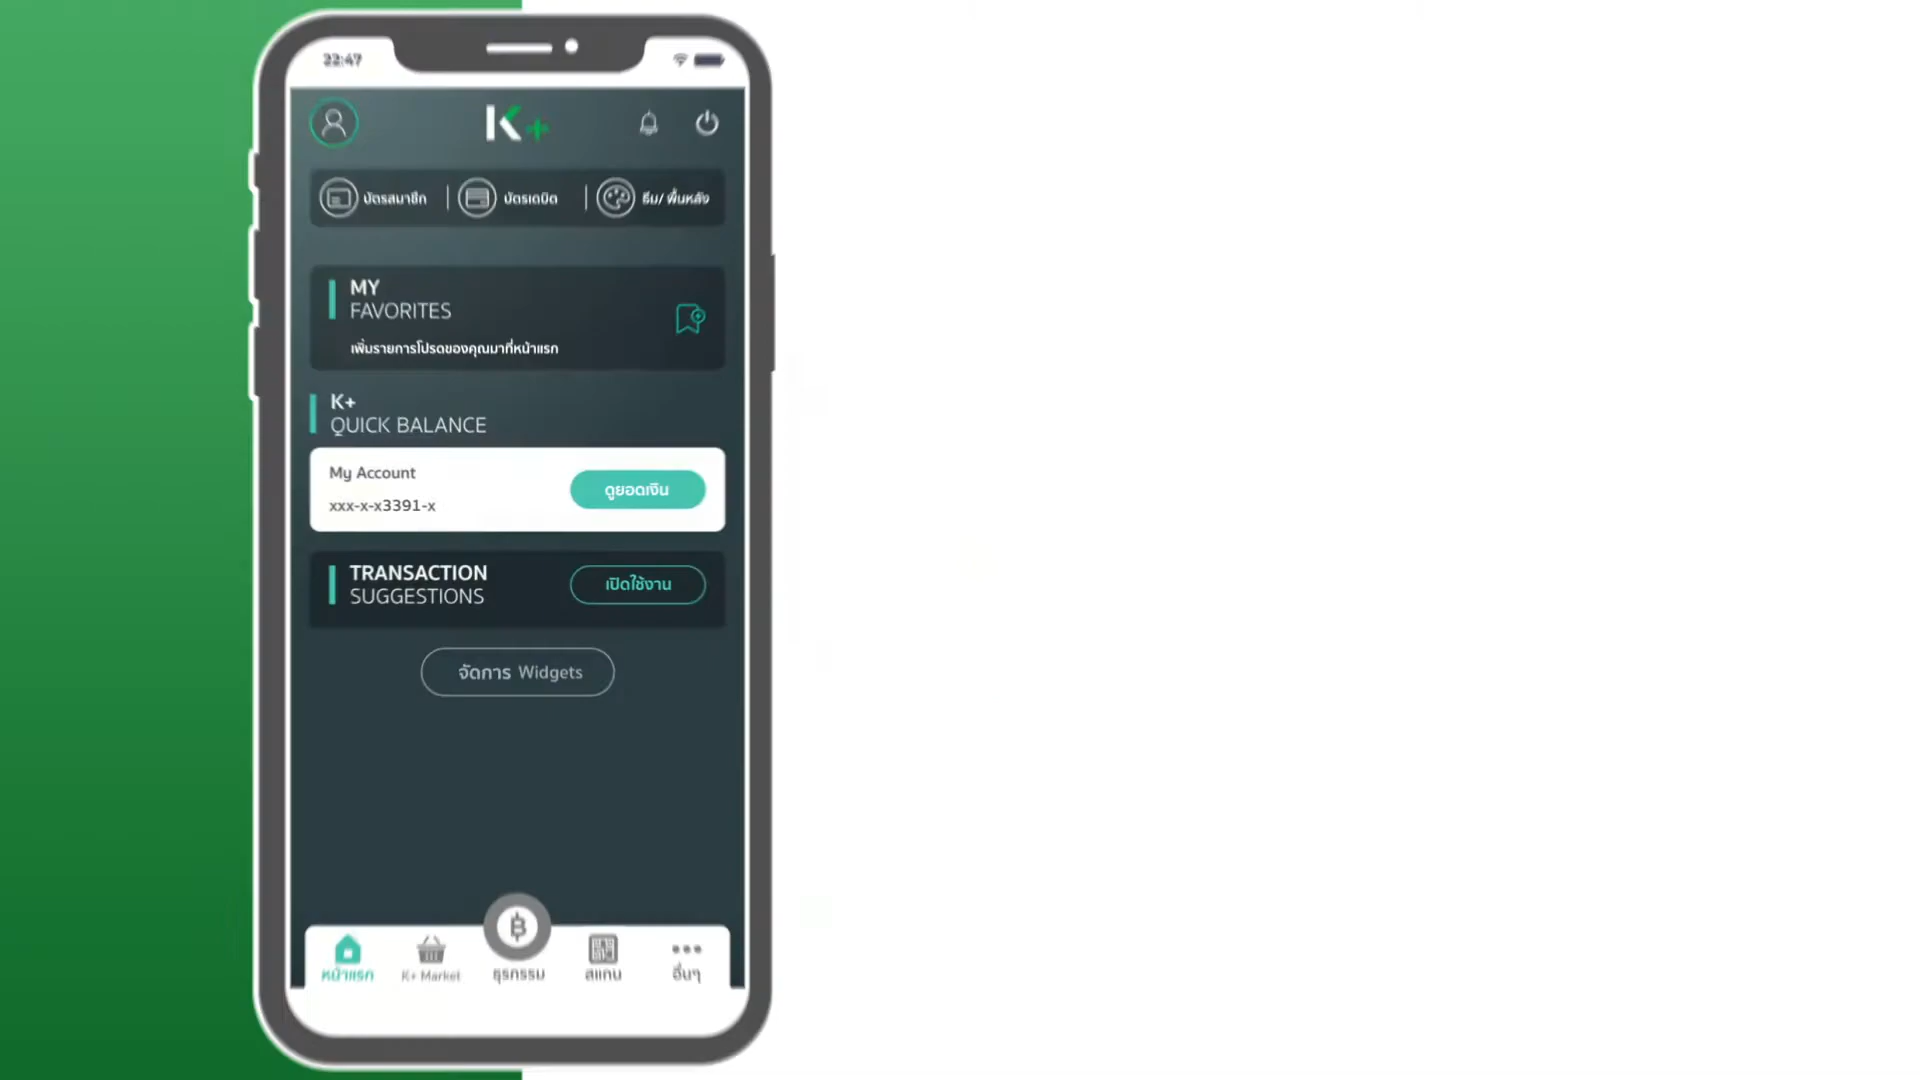 22:47
K+
บัตรสมาชิก
บัตรเดบิต
ธีม/ พื้นหลัง
MY
FAVORITES
เพิ่มรายการโปรดของคุณมาที่หน้าแรก
K+
QUICK BALANCE
My Account
xxx-x-x3391-x
ดูยอดเงิน
TRANSACTION
SUGGESTIONS
เปิดใช้งาน
จัดการ Widgets
หน้าแรก
K+ Market
ธุรกรรม
สแกน
อื่นๆ